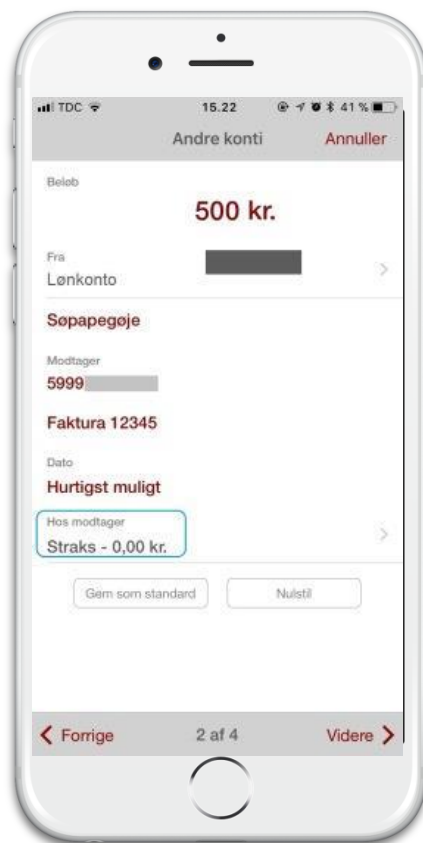 TDC 15.22 41 %
Andre konti Annuller
Beløb
500 kr.
Fra
Lønkonto
Søpapegøje
Modtager
5999
Faktura 12345
Dato
Hurtigst muligt
Hos modtager
Straks - 0,00 kr.
Gem som standard Nulstil
Forrige 2 af 4 Videre